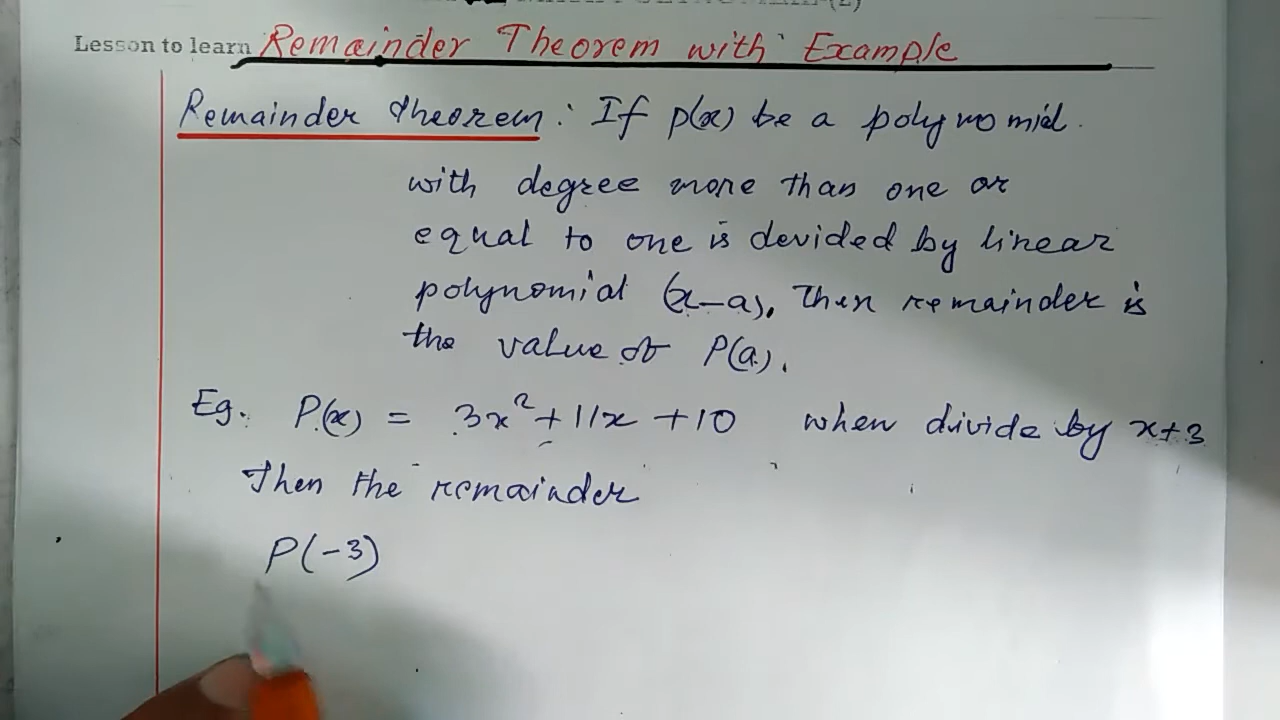 Lesson to learn Remainder Theorem with Example
Remainder theorem: If p(x) be a polynomial.
with degree more than one or
equal to one is devided by linear
polynomial (x-a), Then remainder is
the value of P(a).
Eg. P(x) = 3x²+11x+10 when divide by x+3
Then the remainder
P(-3)